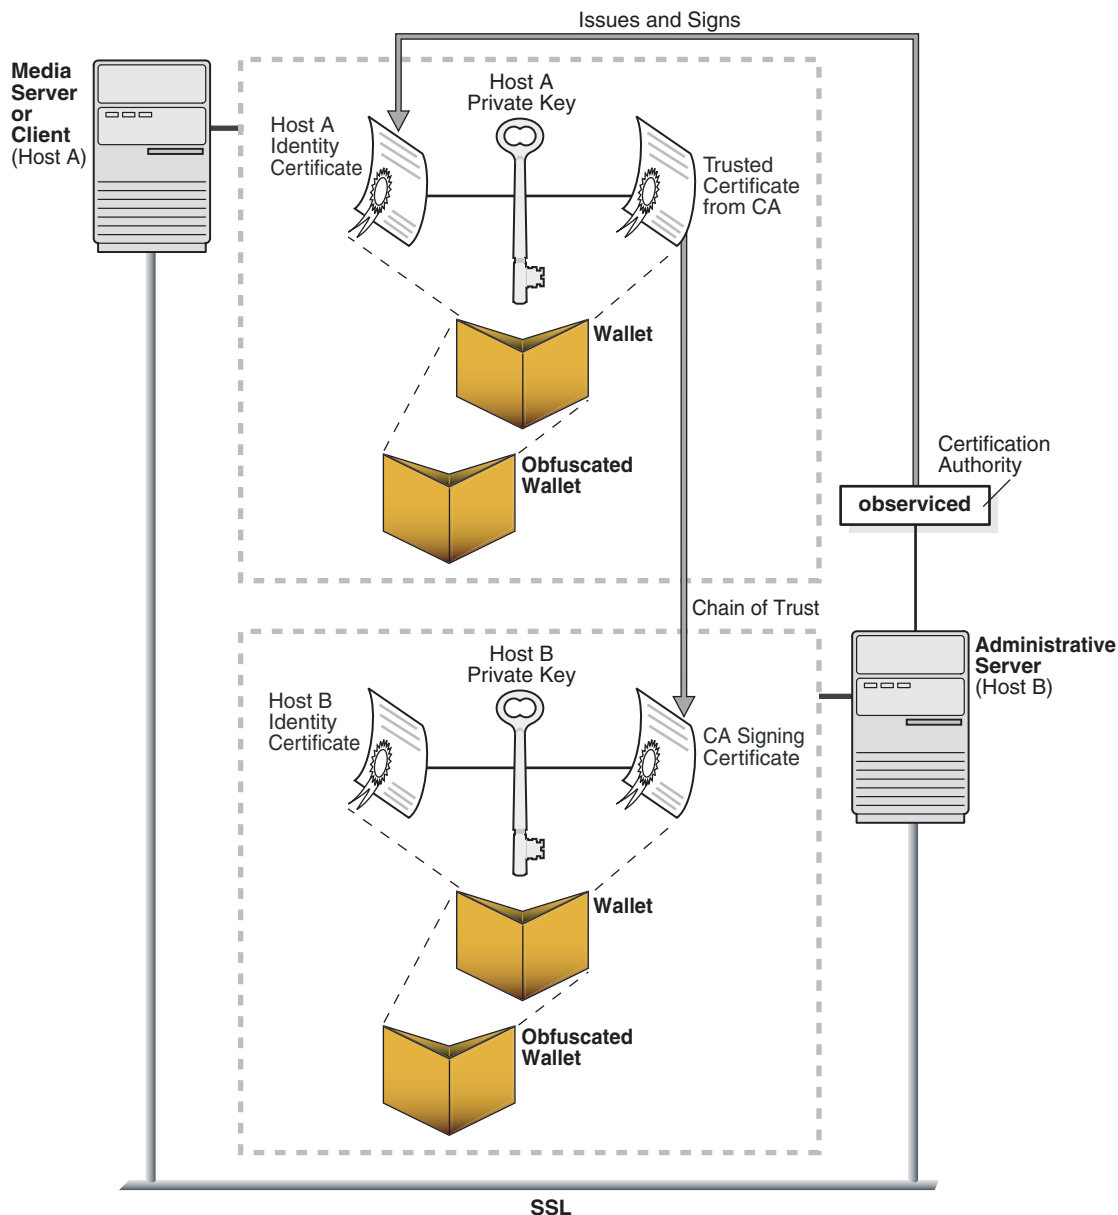 Issues and Signs
Media
Server
or
Client
(Host A)
Host A
Identity
Certificate
Host A
Private Key
Trusted
Certificate
from CA
Wallet
Obfuscated
Wallet
Certification
Authority
observiced
Chain of Trust
Administrative
Server
(Host B)
Host B
Identity
Certificate
Host B
Private Key
CA Signing
Certificate
Wallet
Obfuscated
Wallet
SSL